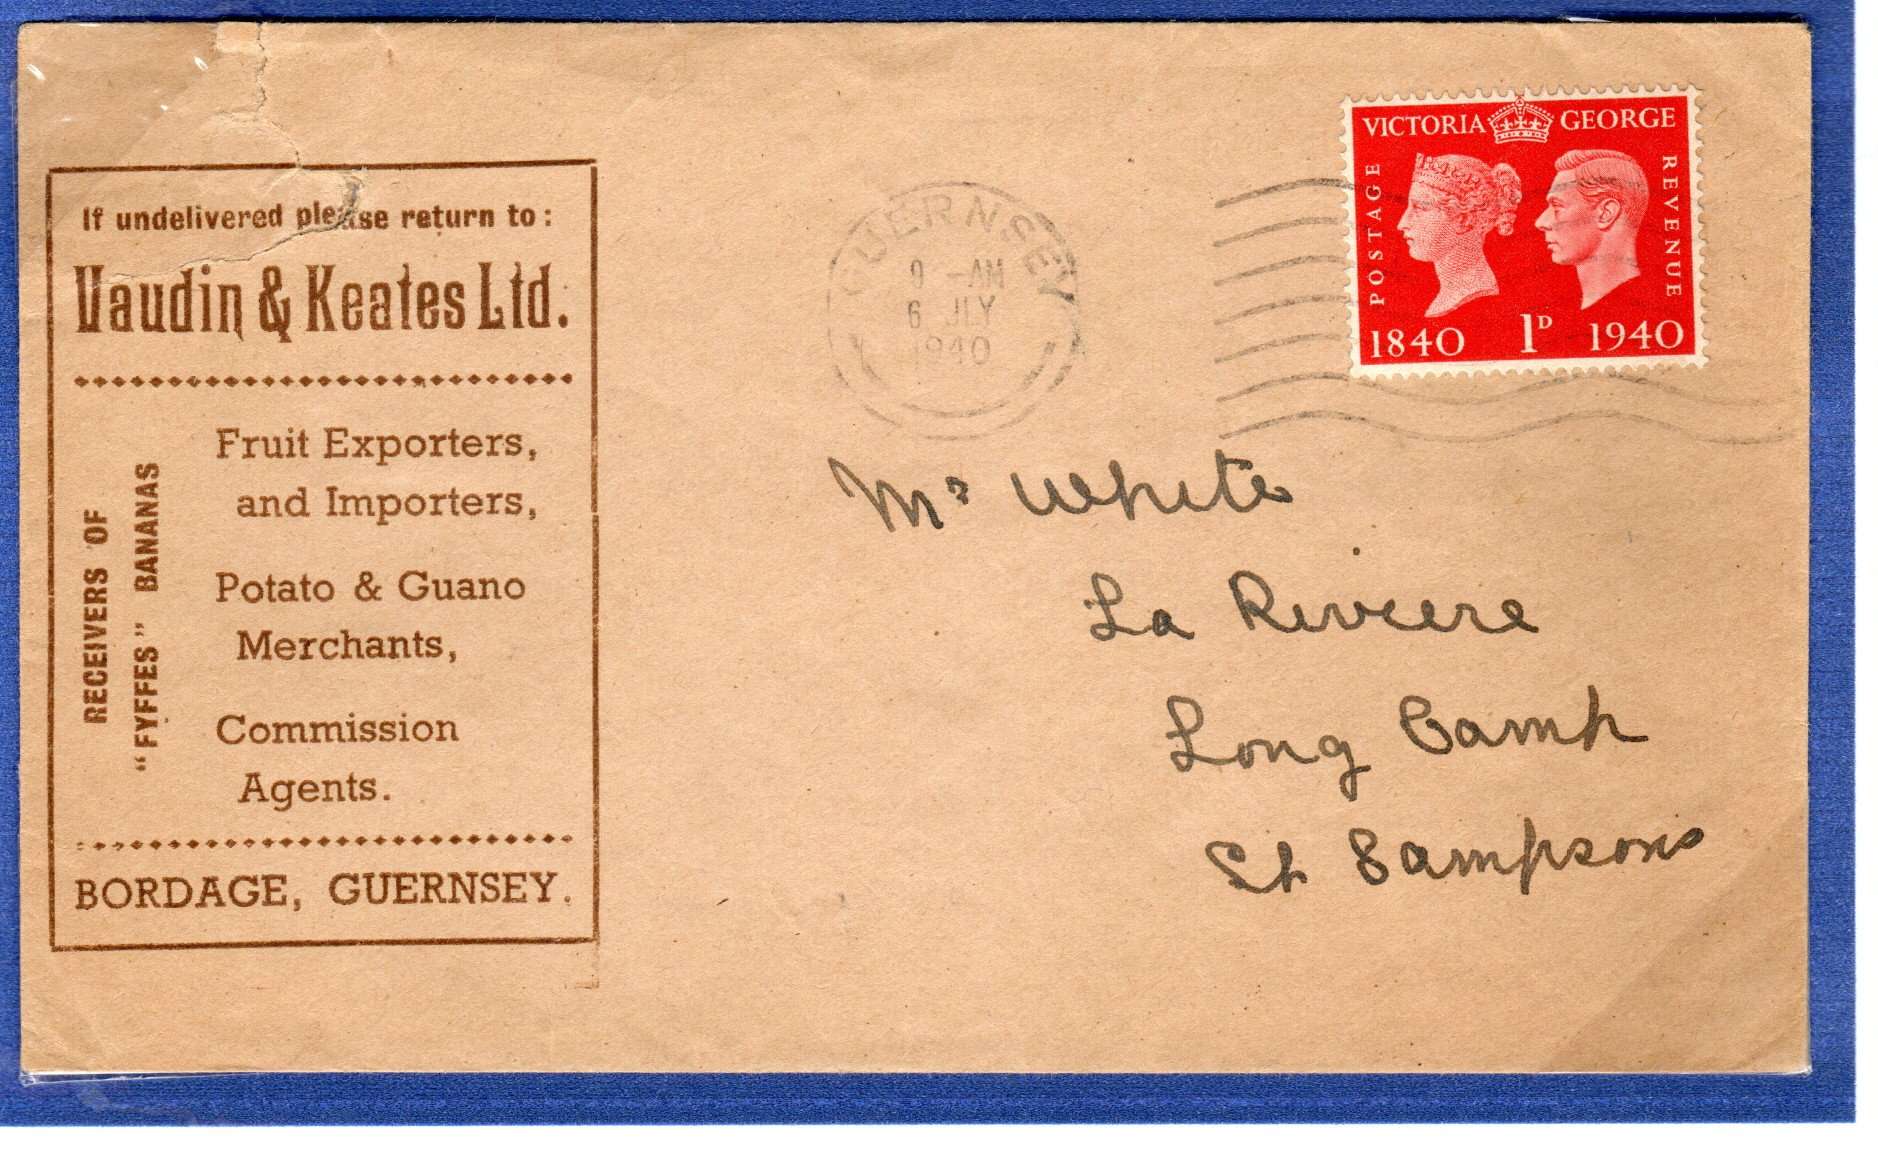 If undelivered please return to:
Vaudin & Keates Ltd.
RECEIVERS OF
"FYFFES" BANANAS
Fruit Exporters,
and Importers,
Potato & Guano
Merchants,
Commission
Agents.
BORDAGE, GUERNSEY.
GUERNSEY
9 -AM
6 JLY
1940
VICTORIA GEORGE
POSTAGE
REVENUE
1840 1D 1940
Mr White
La Riviere
Long Camp
St Sampsons